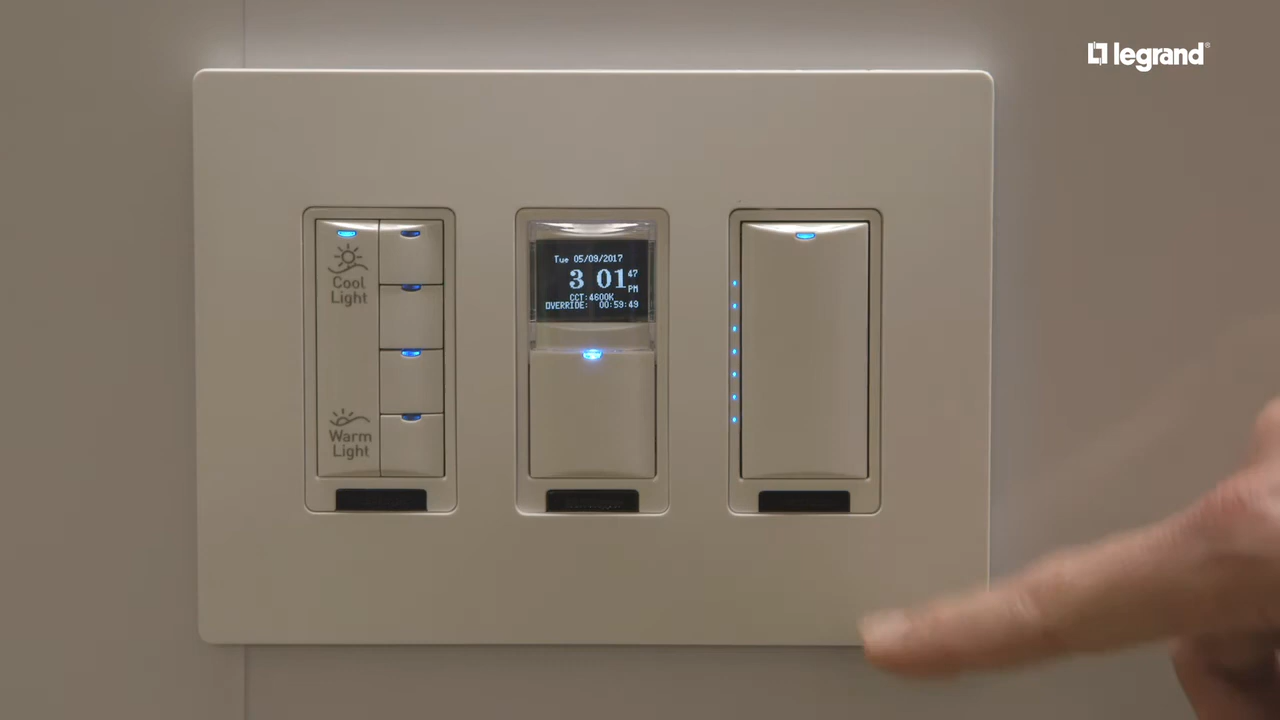 legrand®
Cool
Light
Warm
Light
Tue 05/09/2017
3 01 47
PM
CCT:4600K
OVERRIDE: 00:59:49